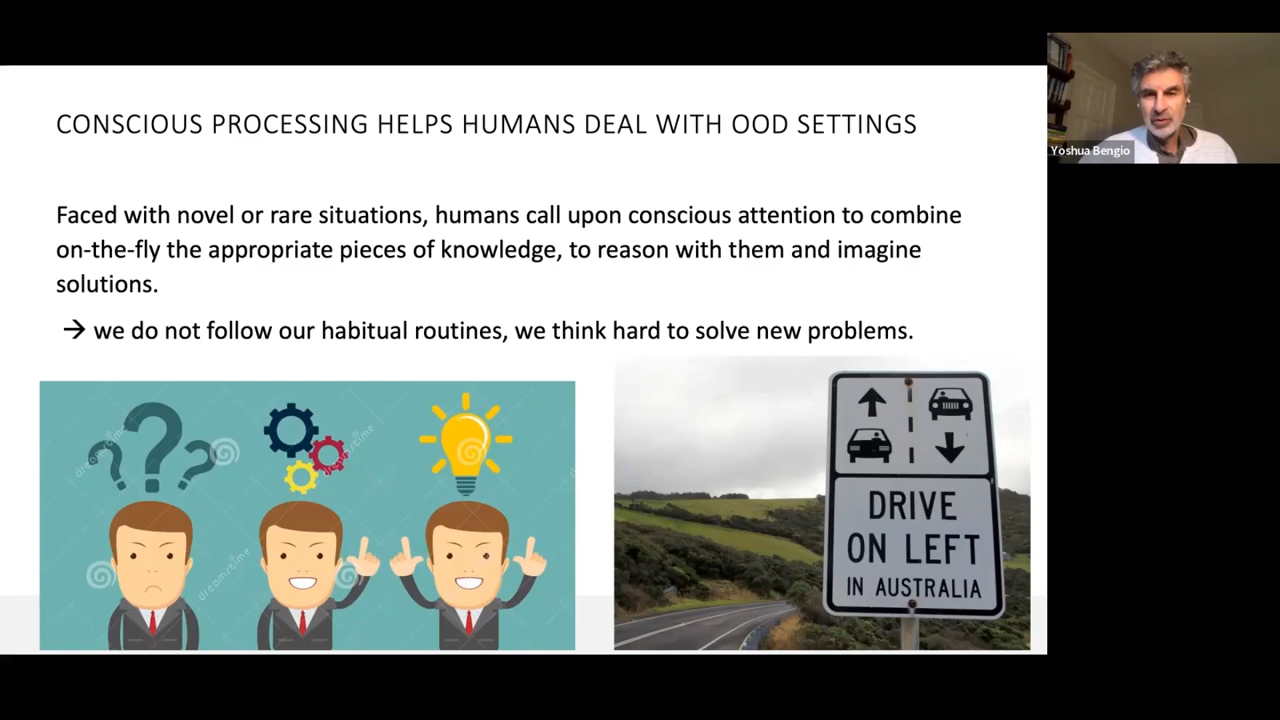 CONSCIOUS PROCESSING HELPS HUMANS DEAL WITH OOD SETTINGS
Yoshua Bengio
Faced with novel or rare situations, humans call upon conscious attention to combine
on-the-fly the appropriate pieces of knowledge, to reason with them and imagine
solutions.
→ we do not follow our habitual routines, we think hard to solve new problems.
???
dreamstime
dreamstime
dreamstime
DRIVE
ON LEFT
IN AUSTRALIA